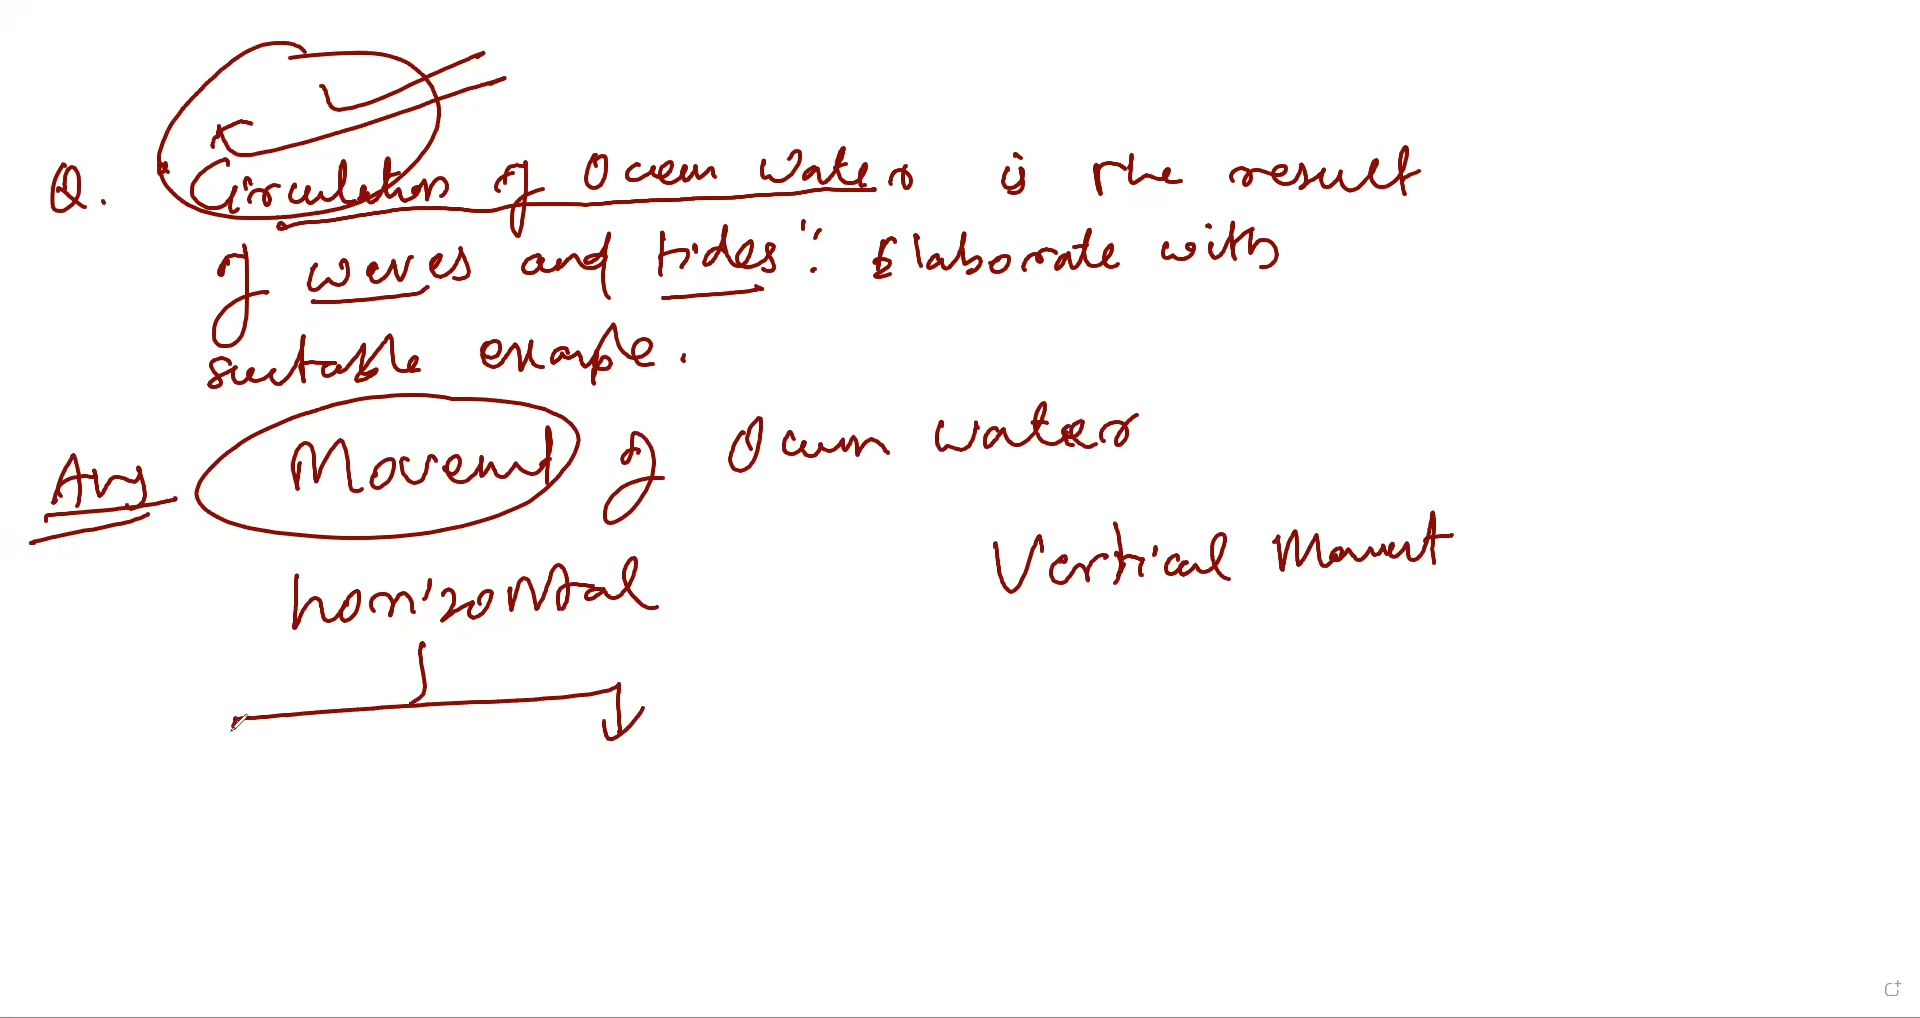 Q. Circulation of Ocean Water is the result
of waves and tides". Elaborate with
suitable example.
Ans Movement of Ocean water
horizontal Vertical Movement